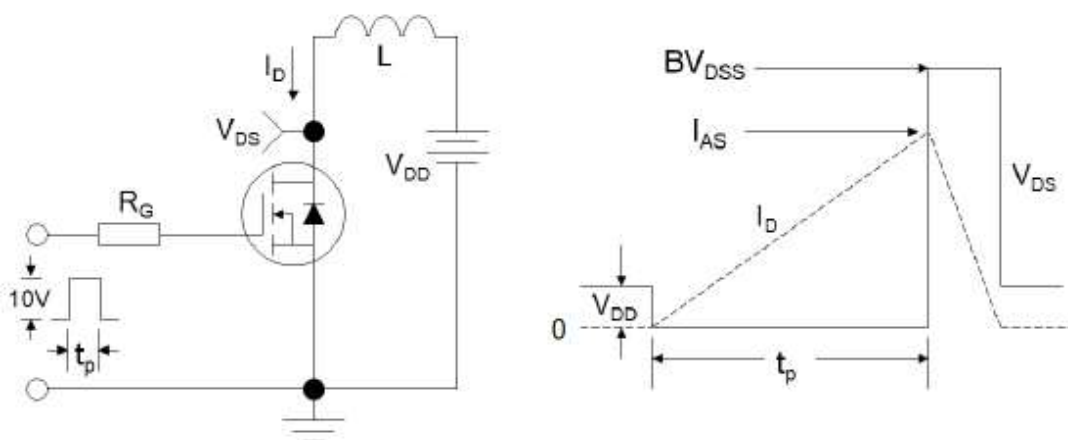 L
I_D
V_DS
V_DD
R_G
10V
t_p
BV_DSS
I_AS
V_DS
I_D
V_DD
0
t_p